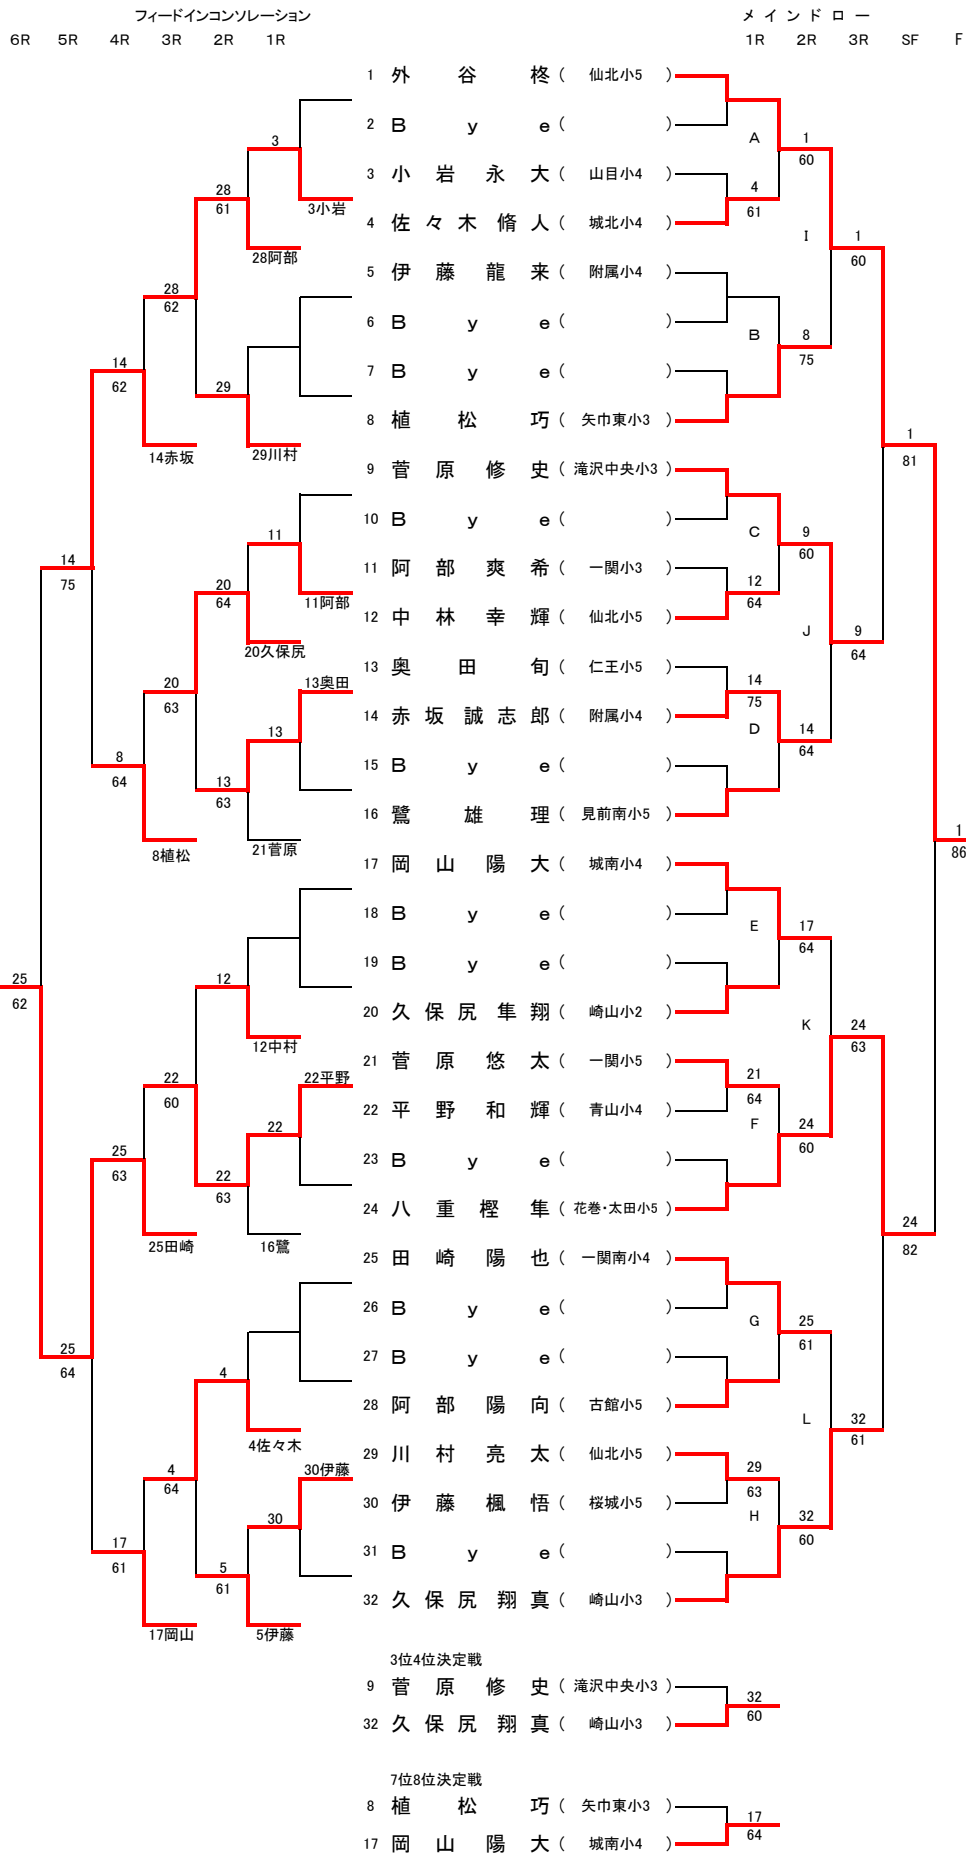 フィードインコンソレーション メインドロー
6R 5R 4R 3R 2R 1R 1R 2R 3R SF F
1 外谷柊 ( 仙北小5 )
2 Bye ( )
3 A 1
60
3 小岩永大 ( 山目小4 )
28 4
61 3小岩 61
4 佐々木脩人 ( 城北小4 )
I 1
28阿部 60
5 伊藤龍来 ( 附属小4 )
28
62
6 Bye ( )
B 8
75
14
62
7 Bye ( )
29
8 植松巧 ( 矢巾東小3 )
1
14赤坂 29川村 81
9 菅原修史 ( 滝沢中央小3 )
10 Bye ( )
11 C 9
60
14
75
11 阿部爽希 ( 一関小3 )
20 12
64 11阿部 64
12 中林幸輝 ( 仙北小5 )
J 9
20久保尻 64
13 奥田旬 ( 仁王小5 )
20 13奥田 14
63 75
14 赤坂誠志郎 ( 附属小4 )
13 D 14
64
8
64
15 Bye ( )
13
63
16 鷺雄理 ( 見前南小5 )
1
8植松 21菅原 86
17 岡山陽大 ( 城南小4 )
18 Bye ( )
E 17
64
19 Bye ( )
25 12
62
20 久保尻隼翔 ( 崎山小2 )
K 24
12中村 63
21 菅原悠太 ( 一関小5 )
22 22平野 21
60 64
22 平野和輝 ( 青山小4 )
22 F 24
60
25
63
23 Bye ( )
22
63
24 八重樫隼 ( 花巻・太田小5 )
24
25田崎 16鷺 82
25 田崎陽也 ( 一関南小4 )
26 Bye ( )
G 25
61
25
64
27 Bye ( )
4
28 阿部陽向 ( 古館小5 )
L 32
4佐々木 61
29 川村亮太 ( 仙北小5 )
4 30伊藤 29
64 63
30 伊藤楓悟 ( 桜城小5 )
30 H 32
60
17
61
31 Bye ( )
5
61
32 久保尻翔真 ( 崎山小3 )
17岡山 5伊藤
3位4位決定戦
9 菅原修史 ( 滝沢中央小3 )
32
60
32 久保尻翔真 ( 崎山小3 )
7位8位決定戦
8 植松巧 ( 矢巾東小3 )
17
64
17 岡山陽大 ( 城南小4 )